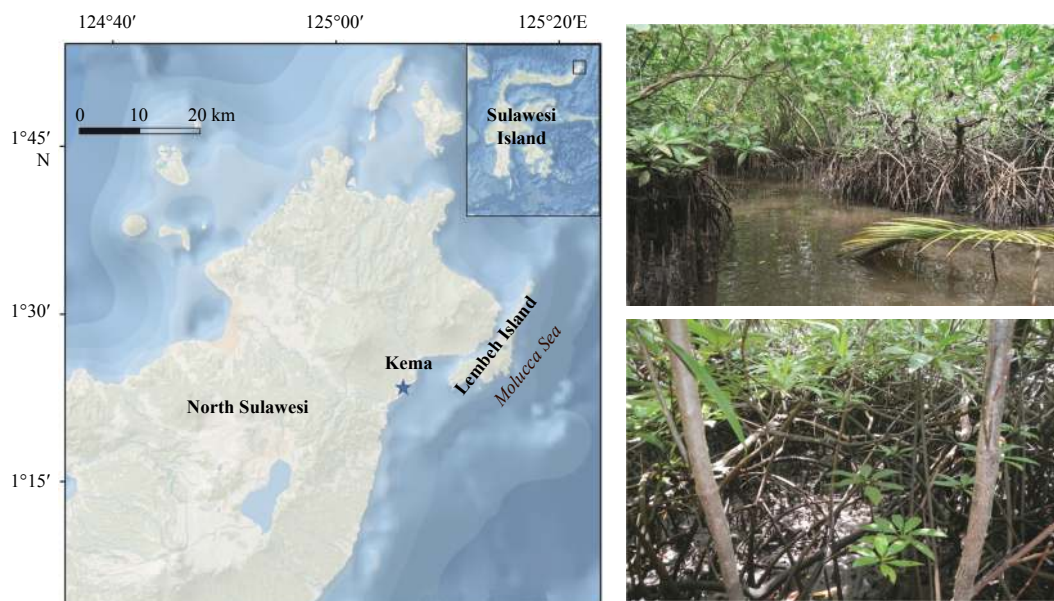 124°40′ 125°00′ 125°20′E
0 10 20 km
Sulawesi
Island
1°45′
N
1°30′
Lembeh Island
Molucca Sea
Kema
North Sulawesi
1°15′